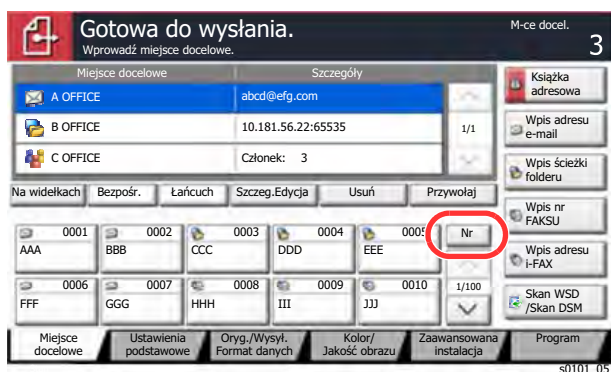 Gotowa do wysłania.
Wprowadź miejsce docelowe.
M-ce docel.
3
Miejsce docelowe Szczegóły
A OFFICE abcd@efg.com
B OFFICE 10.181.56.22:65535 1/1
C OFFICE Członek: 3
Na widełkach Bezpośr. Łańcuch Szczeg.Edycja Usuń Przywołaj
0001 0002 0003 0004 0005 Nr
AAA BBB CCC DDD EEE
0006 0007 0008 0009 0010 1/100
FFF GGG HHH III JJJ
Książka
adresowa
Wpis adresu
e-mail
Wpis ścieżki
folderu
Wpis nr
FAKSU
Wpis adresu
i-FAX
Skan WSD
/Skan DSM
Miejsce
docelowe
Ustawienia
podstawowe
Oryg./Wysył.
Format danych
Kolor/
Jakość obrazu
Zaawansowana
instalacja
Program
s0101_05